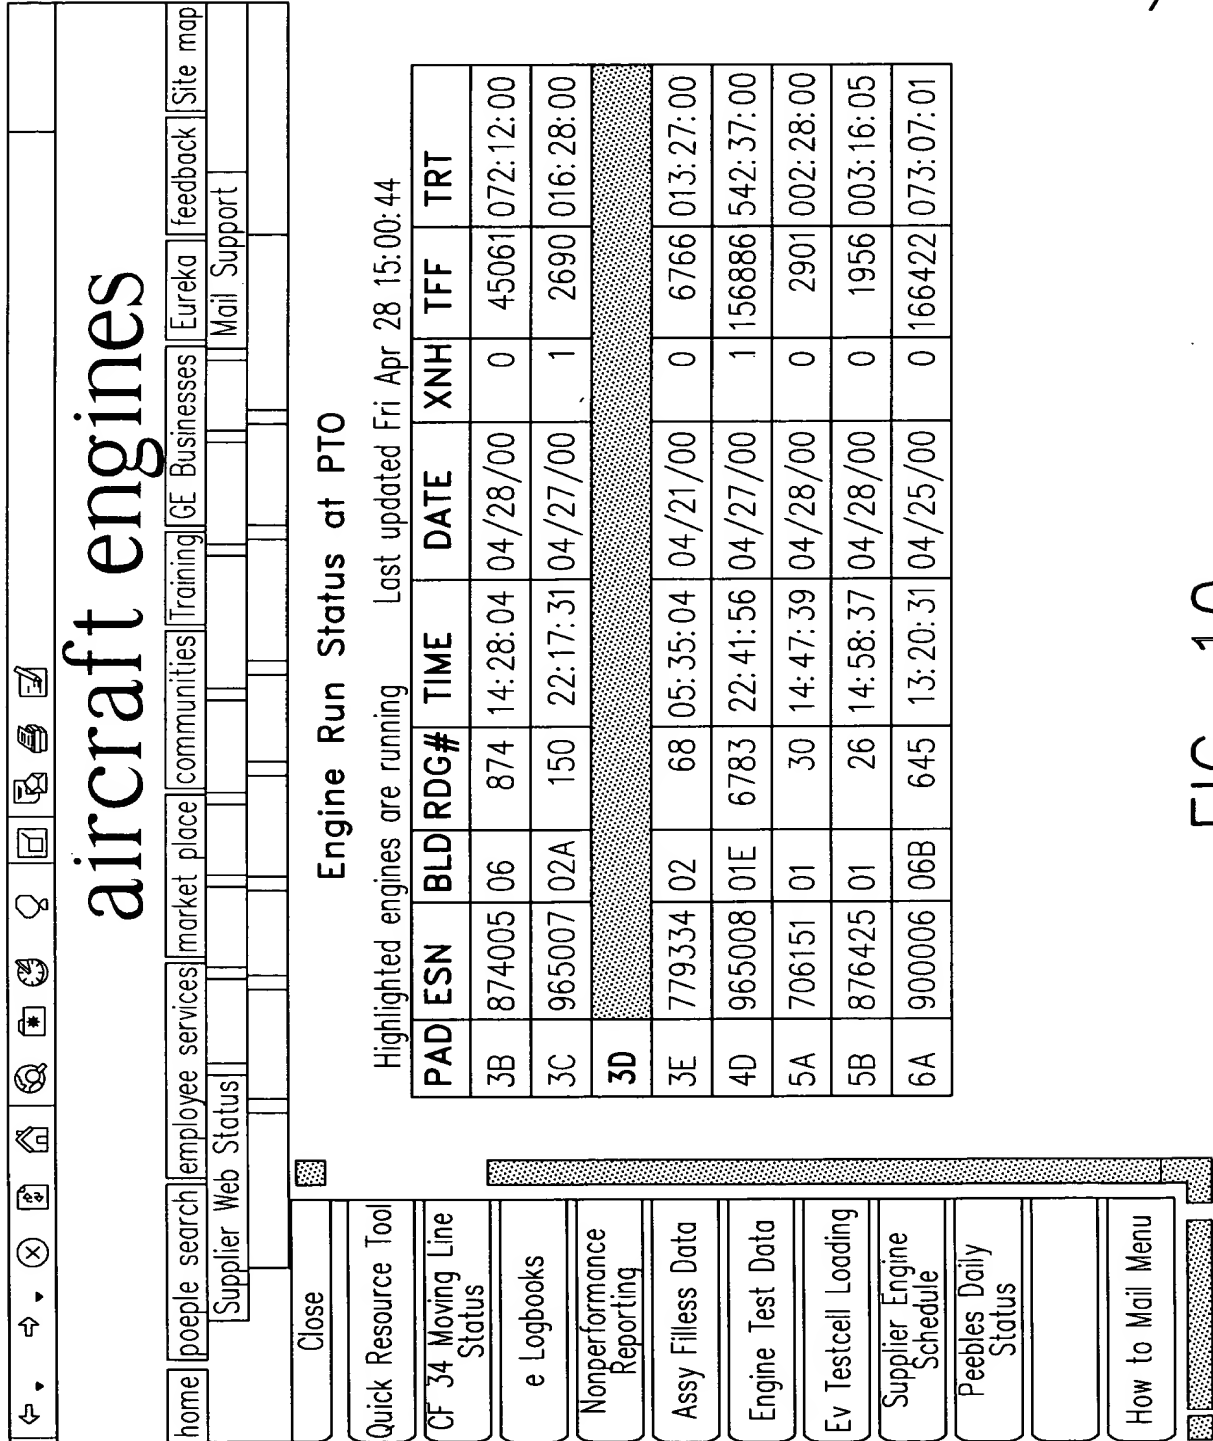 aircraft engines
home poeple search employee services market place communities Training GE Businesses Eureka feedback Site map
Supplier Web Status Mail Support
Close
Quick Resource Tool
CF 34 Moving Line
Status
e Logbooks
Nonperformance
Reporting
Assy Filless Data
Engine Test Data
Ev Testcell Loading
Supplier Engine
Schedule
Peebles Daily
Status
How to Mail Menu
Engine Run Status at PTO
Highlighted engines are running Last updated Fri Apr 28 15:00:44
PAD ESN BLD RDG# TIME DATE XNH TFF TRT
3B 874005 06 874 14:28:04 04/28/00 0 45061 072:12:00
3C 965007 02A 150 22:17:31 04/27/00 1 2690 016:28:00
3D
3E 779334 02 68 05:35:04 04/21/00 0 6766 013:27:00
4D 965008 01E 6783 22:41:56 04/27/00 1 156886 542:37:00
5A 706151 01 30 14:47:39 04/28/00 0 2901 002:28:00
5B 876425 01 26 14:58:37 04/28/00 0 1956 003:16:05
6A 900006 06B 645 13:20:31 04/25/00 0 166422 073:07:01